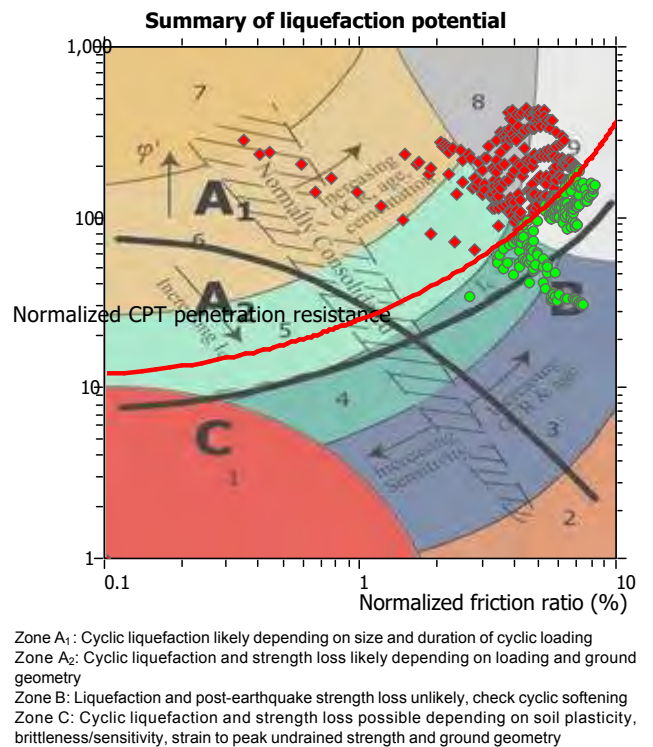 Summary of liquefaction potential
1,000
7
8
9
φ'
Increasing
OCR, age,
cementation
Normally Consolidated
A1
100
6
A2
Increasing
Normalized CPT penetration resistance
5
B
10
4
Increasing
OCR & age
3
C
Increasing
Sensitivity
1
2
1
0.1
1
10
Normalized friction ratio (%)
Zone A1: Cyclic liquefaction likely depending on size and duration of cyclic loading
Zone A2: Cyclic liquefaction and strength loss likely depending on loading and ground
geometry
Zone B: Liquefaction and post-earthquake strength loss unlikely, check cyclic softening
Zone C: Cyclic liquefaction and strength loss possible depending on soil plasticity,
brittleness/sensitivity, strain to peak undrained strength and ground geometry